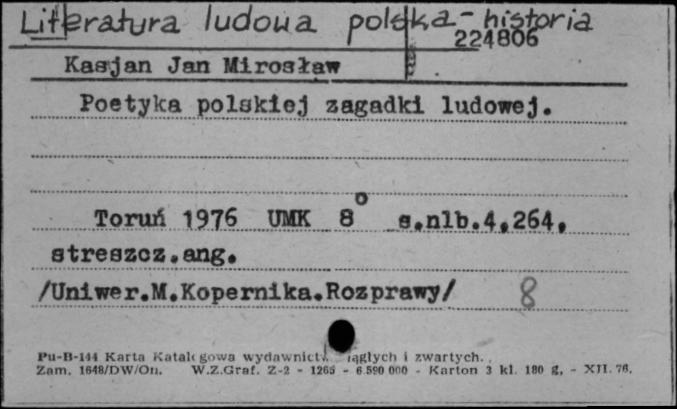 Literatura ludowa polska - historia
224806
Kasjan Jan Mirosław
Poetyka polskiej zagadki ludowej.
Toruń 1976 UMK 8° s.nlb.4,264,
streszcz.ang.
/Uniwer.M.Kopernika.Rozprawy/ 8
Pu-B-144 Karta Katalogowa wydawnictw ciągłych i zwartych.
Zam. 1648/DW/On. W.Z.Graf. Z-2 - 1265 - 6.590 000 - Karton 3 kl. 180 g, - XII. 76.